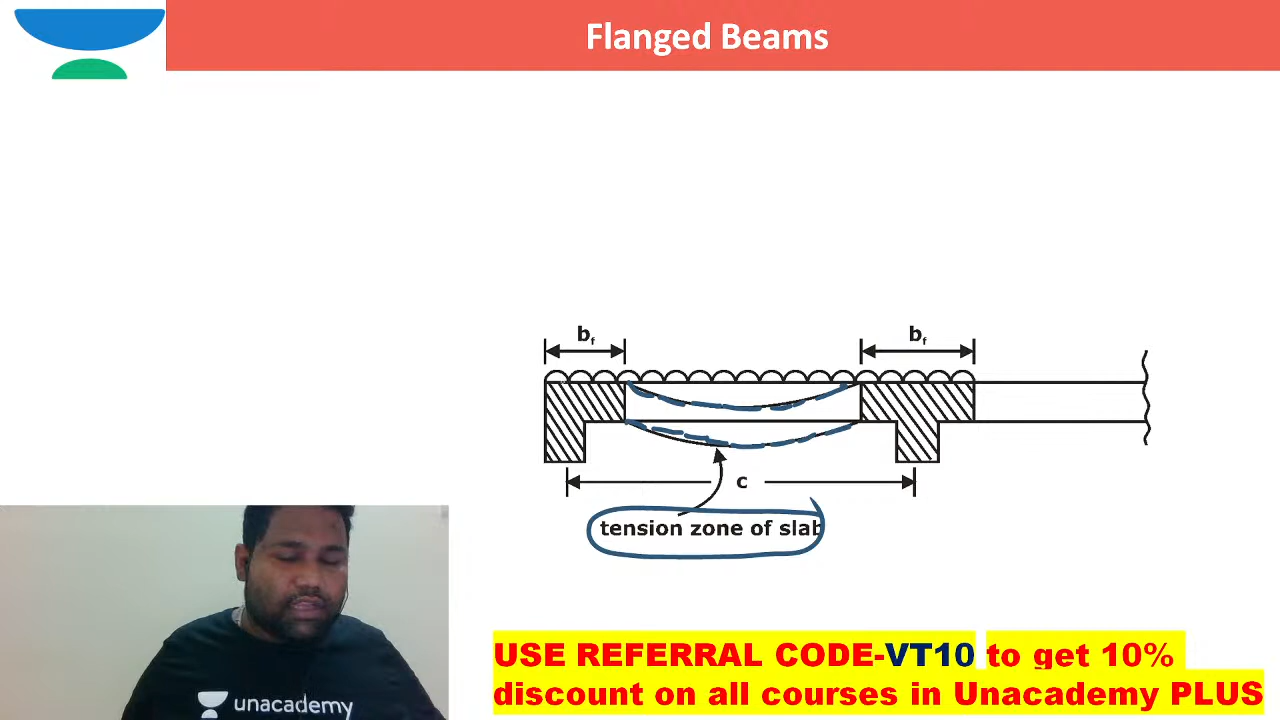 Flanged Beams
bf
bf
c
tension zone of slab
USE REFERRAL CODE-VT10 to get 10%
discount on all courses in Unacademy PLUS
unacademy